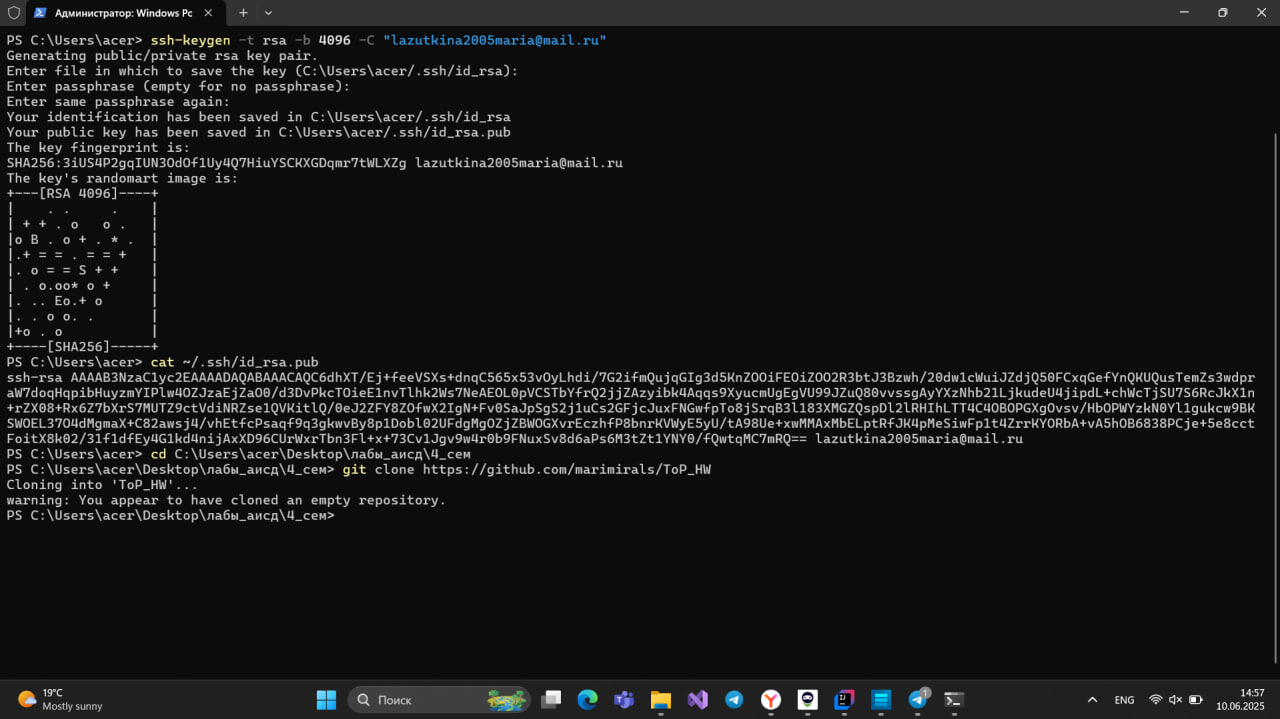 Администратор: Windows Pc
PS C:\Users\acer> ssh-keygen -t rsa -b 4096 -C "lazutkina2005maria@mail.ru"
Generating public/private rsa key pair.
Enter file in which to save the key (C:\Users\acer/.ssh/id_rsa):
Enter passphrase (empty for no passphrase):
Enter same passphrase again:
Your identification has been saved in C:\Users\acer/.ssh/id_rsa
Your public key has been saved in C:\Users\acer/.ssh/id_rsa.pub
The key fingerprint is:
SHA256:3iUS4P2gqIUN3OdOf1Uy4Q7HiuYSCKXGDqmr7tWLXZg lazutkina2005maria@mail.ru
The key's randomart image is:
+---[RSA 4096]----+
|    . .     .    |
| + + . o   o .   |
|o B . o + . * .  |
|.+ = = . = = +   |
|. o = = S + +    |
| . o.oo* o +     |
|. .. Eo.+ o      |
|. . o o. .       |
|+o . o           |
+----[SHA256]-----+
PS C:\Users\acer> cat ~/.ssh/id_rsa.pub
ssh-rsa AAAAB3NzaC1yc2EAAAADAQABAAACAQC6dhXT/Ej+feeVSXs+dnqC565x53vOyLhdi/7G2ifmQujqGIg3d5KnZOOiFEOiZOO2R3btJ3Bzwh/20dw1cWuiJZdjQ50FCxqGefYnQKUQusTemZs3wdpr
aW7doqHqpibHuyzmYIPlw4OZJzaEjZaO0/d3DvPkcTOieE1nvTlhk2Ws7NeAEOL0pVCSTbYfrQ2jjZAzyibk4Aqqs9XyucmUgEgVU99JZuQ80vvssgAyYXzNhb21LjkudeU4jipdL+chWcTjSU7S6RcJkX1n
+rZX08+Rx6Z7bXrS7MUTZ9ctVdiNRZse1QVKitlQ/0eJ2ZFY8ZOfwX2IgN+Fv0SaJpSgS2j1uCs2GFjcJuxFNGwfpTo8jSrqB3l183XMGZQspDl2lRHIhLTT4C4OBOPGXgOvsv/HbOPWYzkN0Yl1gukcw9BK
SWOEL37O4dMgmaX+C82awsj4/vhEtfcPsaqf9q3gkwvBy8p1Dobl02UFdgMgOZjZBWOGXvrEczhfP8bnrKVWyE5yU/tA98Ue+xwMMAxMbELptRfJK4pMeSiwFp1t4ZrrKYORbA+vA5hOB6838PCje+5e8cct
FoitX8k02/31f1dfEy4G1kd4nijAxXD96CUrWxrTbn3Fl+x+73Cv1Jgv9w4r0b9FNuxSv8d6aPs6M3tZt1YNY0/fQwtqMC7mRQ== lazutkina2005maria@mail.ru
PS C:\Users\acer> cd C:\Users\acer\Desktop\лабы_аисд\4_сем
PS C:\Users\acer\Desktop\лабы_аисд\4_сем> git clone https://github.com/marimirals/ToP_HW
Cloning into 'ToP_HW'...
warning: You appear to have cloned an empty repository.
PS C:\Users\acer\Desktop\лабы_аисд\4_сем>
19°C
Mostly sunny
Поиск
1
ENG
14:57
10.06.2025